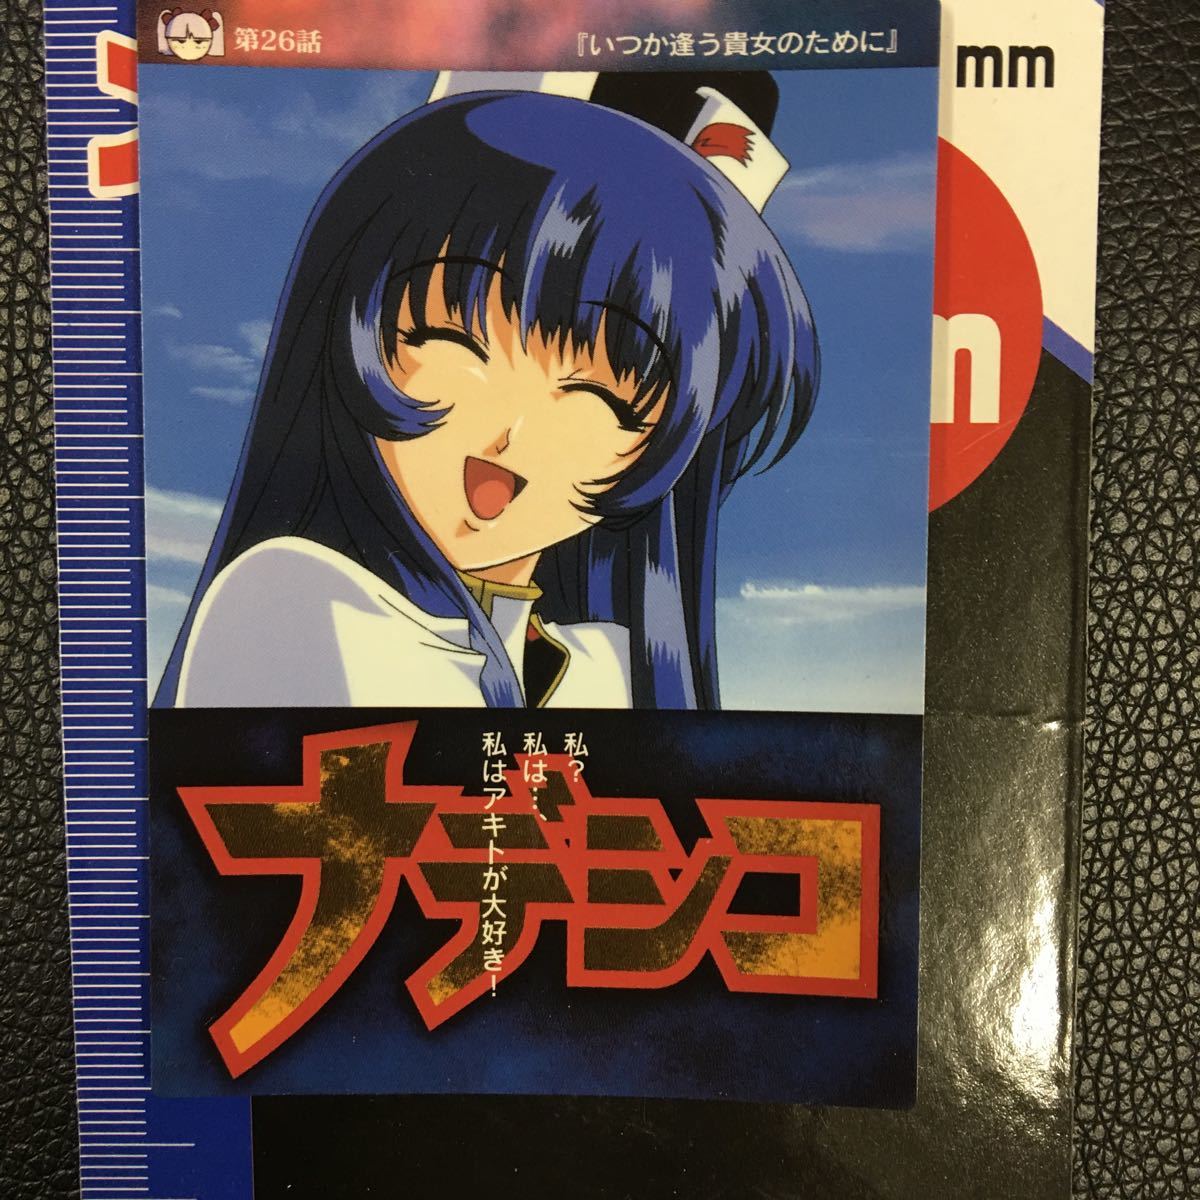 第26話
『いつか逢う貴女のために』
mm
m
私?
私は…、
私はアキトが大好き!
ナデシコ